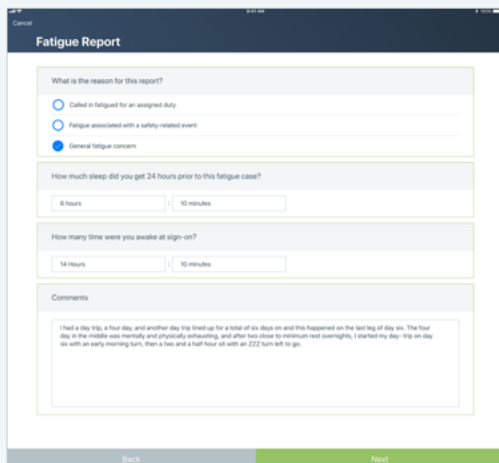 9:41 AM
100%
Cancel
Fatigue Report
What is the reason for this report?
Called in fatigued for an assigned duty
Fatigue associated with a safety-related event
General fatigue concern
How much sleep did you get 24 hours prior to this fatigue case?
6 hours : 10 minutes
How many time were you awake at sign-on?
14 Hours : 10 minutes
Comments
I had a day trip, a four day, and another day trip lined up for a total of six days on and this happened on the last leg of day six. The four
day in the middle was mentally and physically exhausting, and after two close to minimum rest overnights, I started my day- trip on day
six with an early morning turn, then a two and a half hour sit with an ZZZ turn left to go.
Back Next